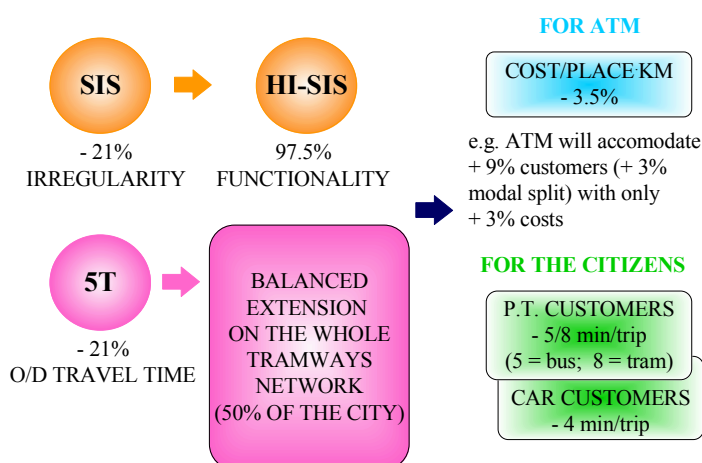 SIS
- 21%
IRREGULARITY
HI-SIS
97.5%
FUNCTIONALITY
5T
- 21%
O/D TRAVEL TIME
BALANCED
EXTENSION
ON THE WHOLE
TRAMWAYS
NETWORK
(50% OF THE CITY)
FOR ATM
COST/PLACE·KM
- 3.5%
e.g. ATM will accomodate
+ 9% customers (+ 3%
modal split) with only
+ 3% costs
FOR THE CITIZENS
P.T. CUSTOMERS
- 5/8 min/trip
(5 = bus; 8 = tram)
CAR CUSTOMERS
- 4 min/trip